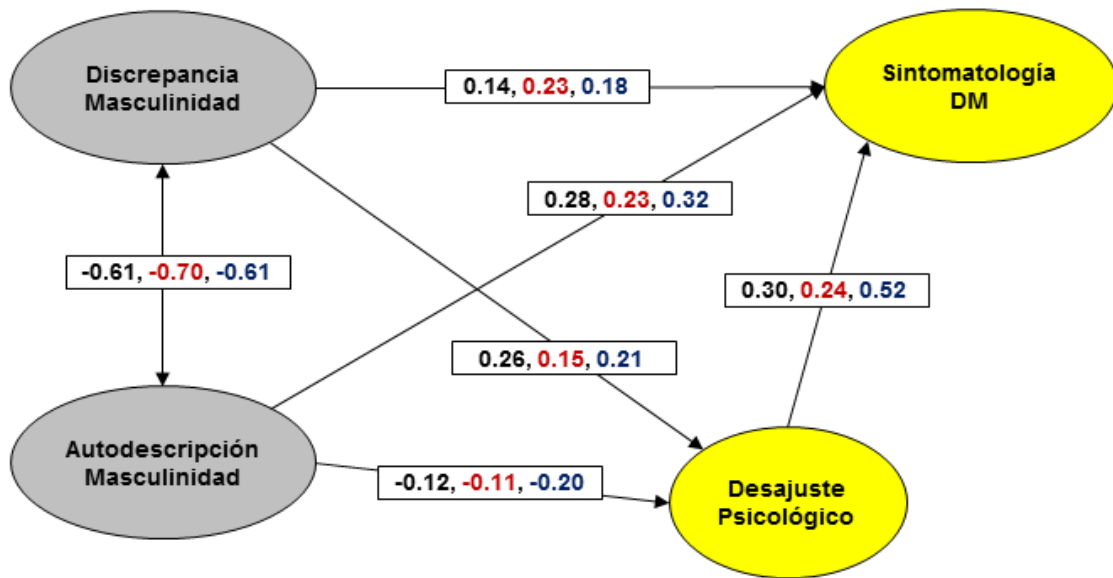 Discrepancia
Masculinidad
Sintomatología
DM
0.14, 0.23, 0.18
0.28, 0.23, 0.32
-0.61, -0.70, -0.61
0.30, 0.24, 0.52
0.26, 0.15, 0.21
Autodescripción
Masculinidad
-0.12, -0.11, -0.20
Desajuste
Psicológico